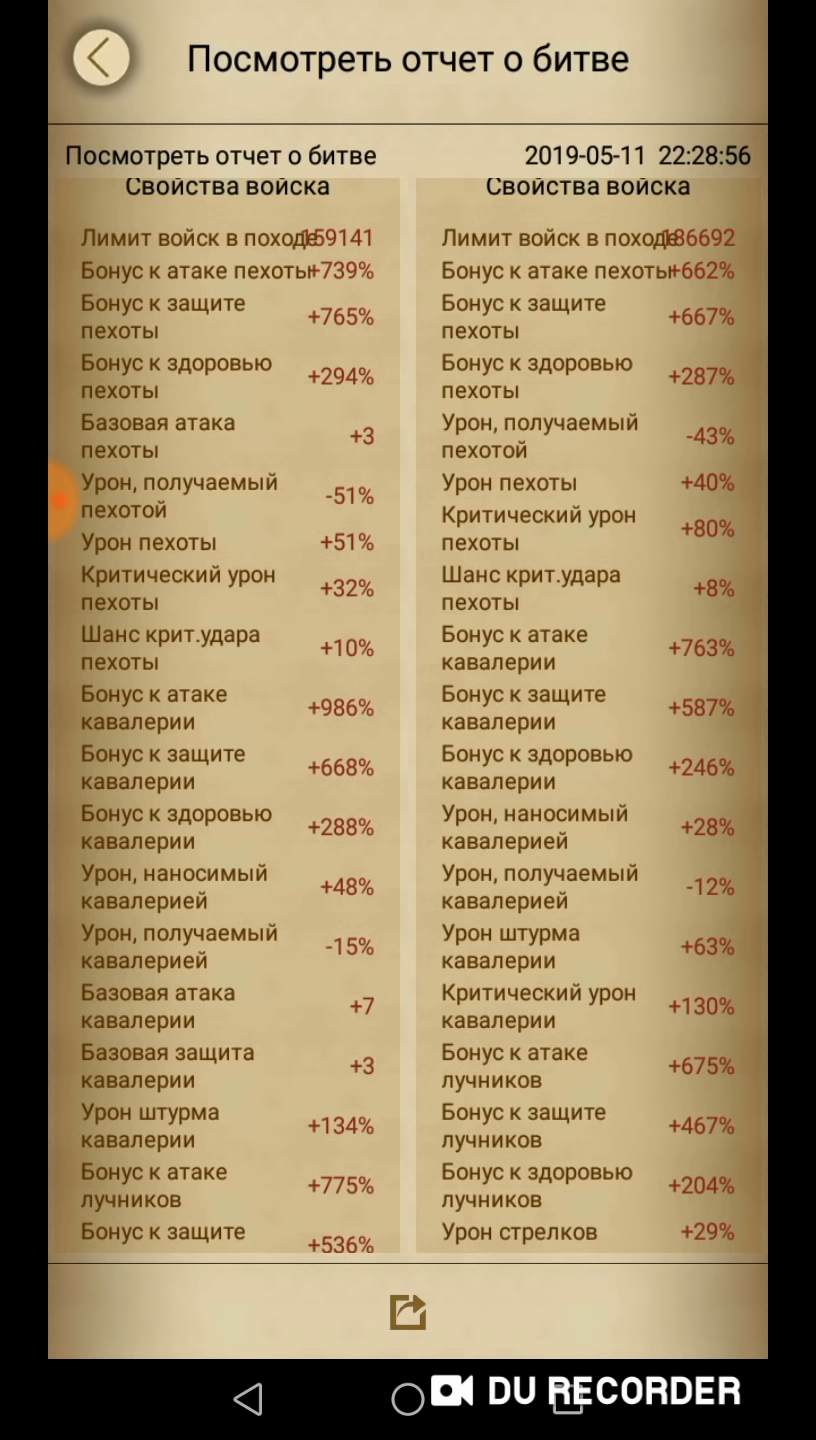 Посмотреть отчет о битве
Посмотреть отчет о битве 2019-05-11 22:28:56
Свойства войска
Лимит войск в походе 159141
Бонус к атаке пехоты +739%
Бонус к защите
пехоты +765%
Бонус к здоровью
пехоты +294%
Базовая атака
пехоты +3
Урон, получаемый
пехотой -51%
Урон пехоты +51%
Критический урон
пехоты +32%
Шанс крит.удара
пехоты +10%
Бонус к атаке
кавалерии +986%
Бонус к защите
кавалерии +668%
Бонус к здоровью
кавалерии +288%
Урон, наносимый
кавалерией +48%
Урон, получаемый
кавалерией -15%
Базовая атака
кавалерии +7
Базовая защита
кавалерии +3
Урон штурма
кавалерии +134%
Бонус к атаке
лучников +775%
Бонус к защите
+536%
Свойства войска
Лимит войск в походе 186692
Бонус к атаке пехоты +662%
Бонус к защите
пехоты +667%
Бонус к здоровью
пехоты +287%
Урон, получаемый
пехотой -43%
Урон пехоты +40%
Критический урон
пехоты +80%
Шанс крит.удара
пехоты +8%
Бонус к атаке
кавалерии +763%
Бонус к защите
кавалерии +587%
Бонус к здоровью
кавалерии +246%
Урон, наносимый
кавалерией +28%
Урон, получаемый
кавалерией -12%
Урон штурма
кавалерии +63%
Критический урон
кавалерии +130%
Бонус к атаке
лучников +675%
Бонус к защите
лучников +467%
Бонус к здоровью
лучников +204%
Урон стрелков +29%
DU RECORDER